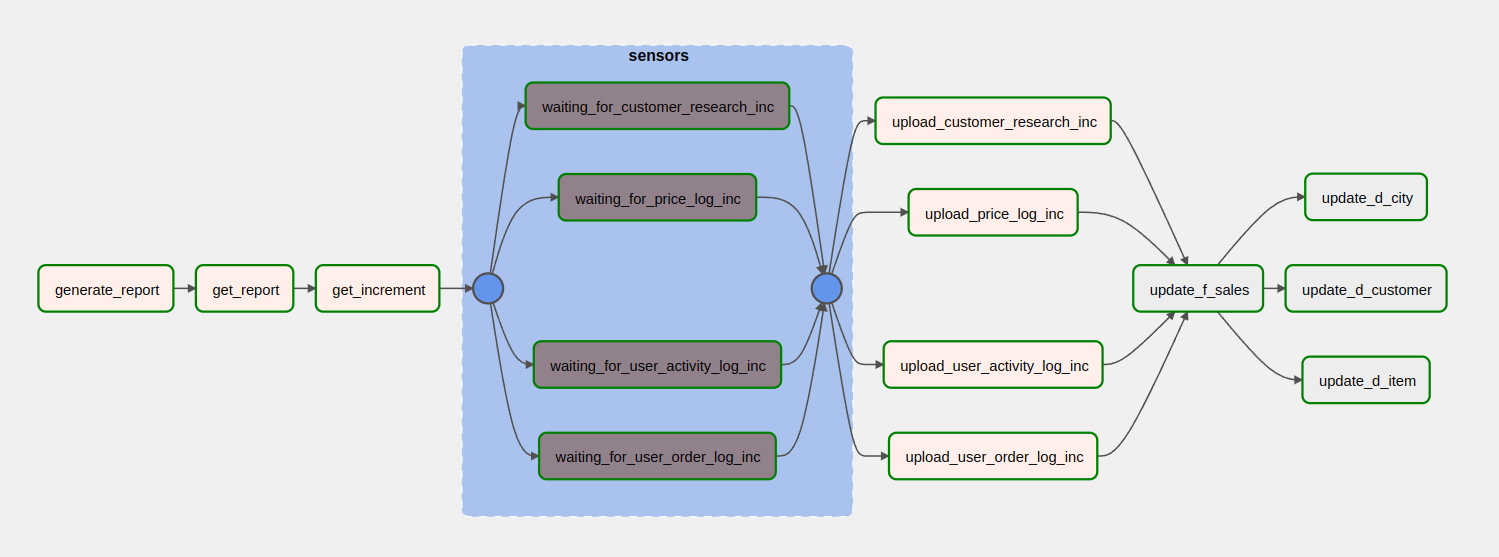 sensors
waiting_for_customer_research_inc
upload_customer_research_inc
waiting_for_price_log_inc
upload_price_log_inc
update_d_city
generate_report
get_report
get_increment
update_f_sales
update_d_customer
waiting_for_user_activity_log_inc
upload_user_activity_log_inc
update_d_item
waiting_for_user_order_log_inc
upload_user_order_log_inc